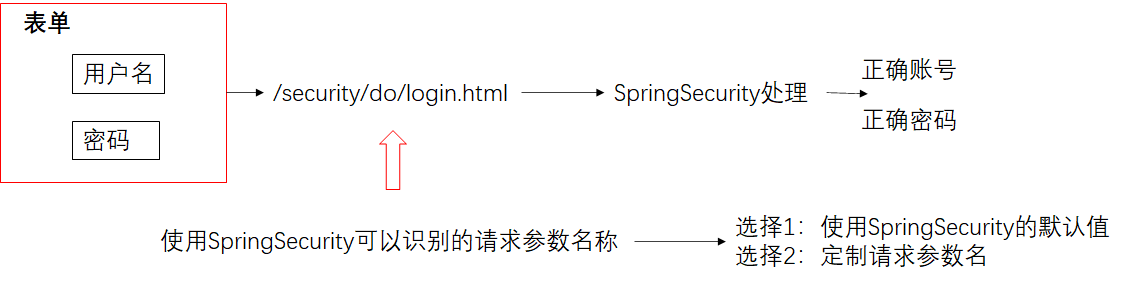 表单
用户名
密码
/security/do/login.html
SpringSecurity处理
正确账号
正确密码
使用SpringSecurity可以识别的请求参数名称
选择1：使用SpringSecurity的默认值
选择2：定制请求参数名